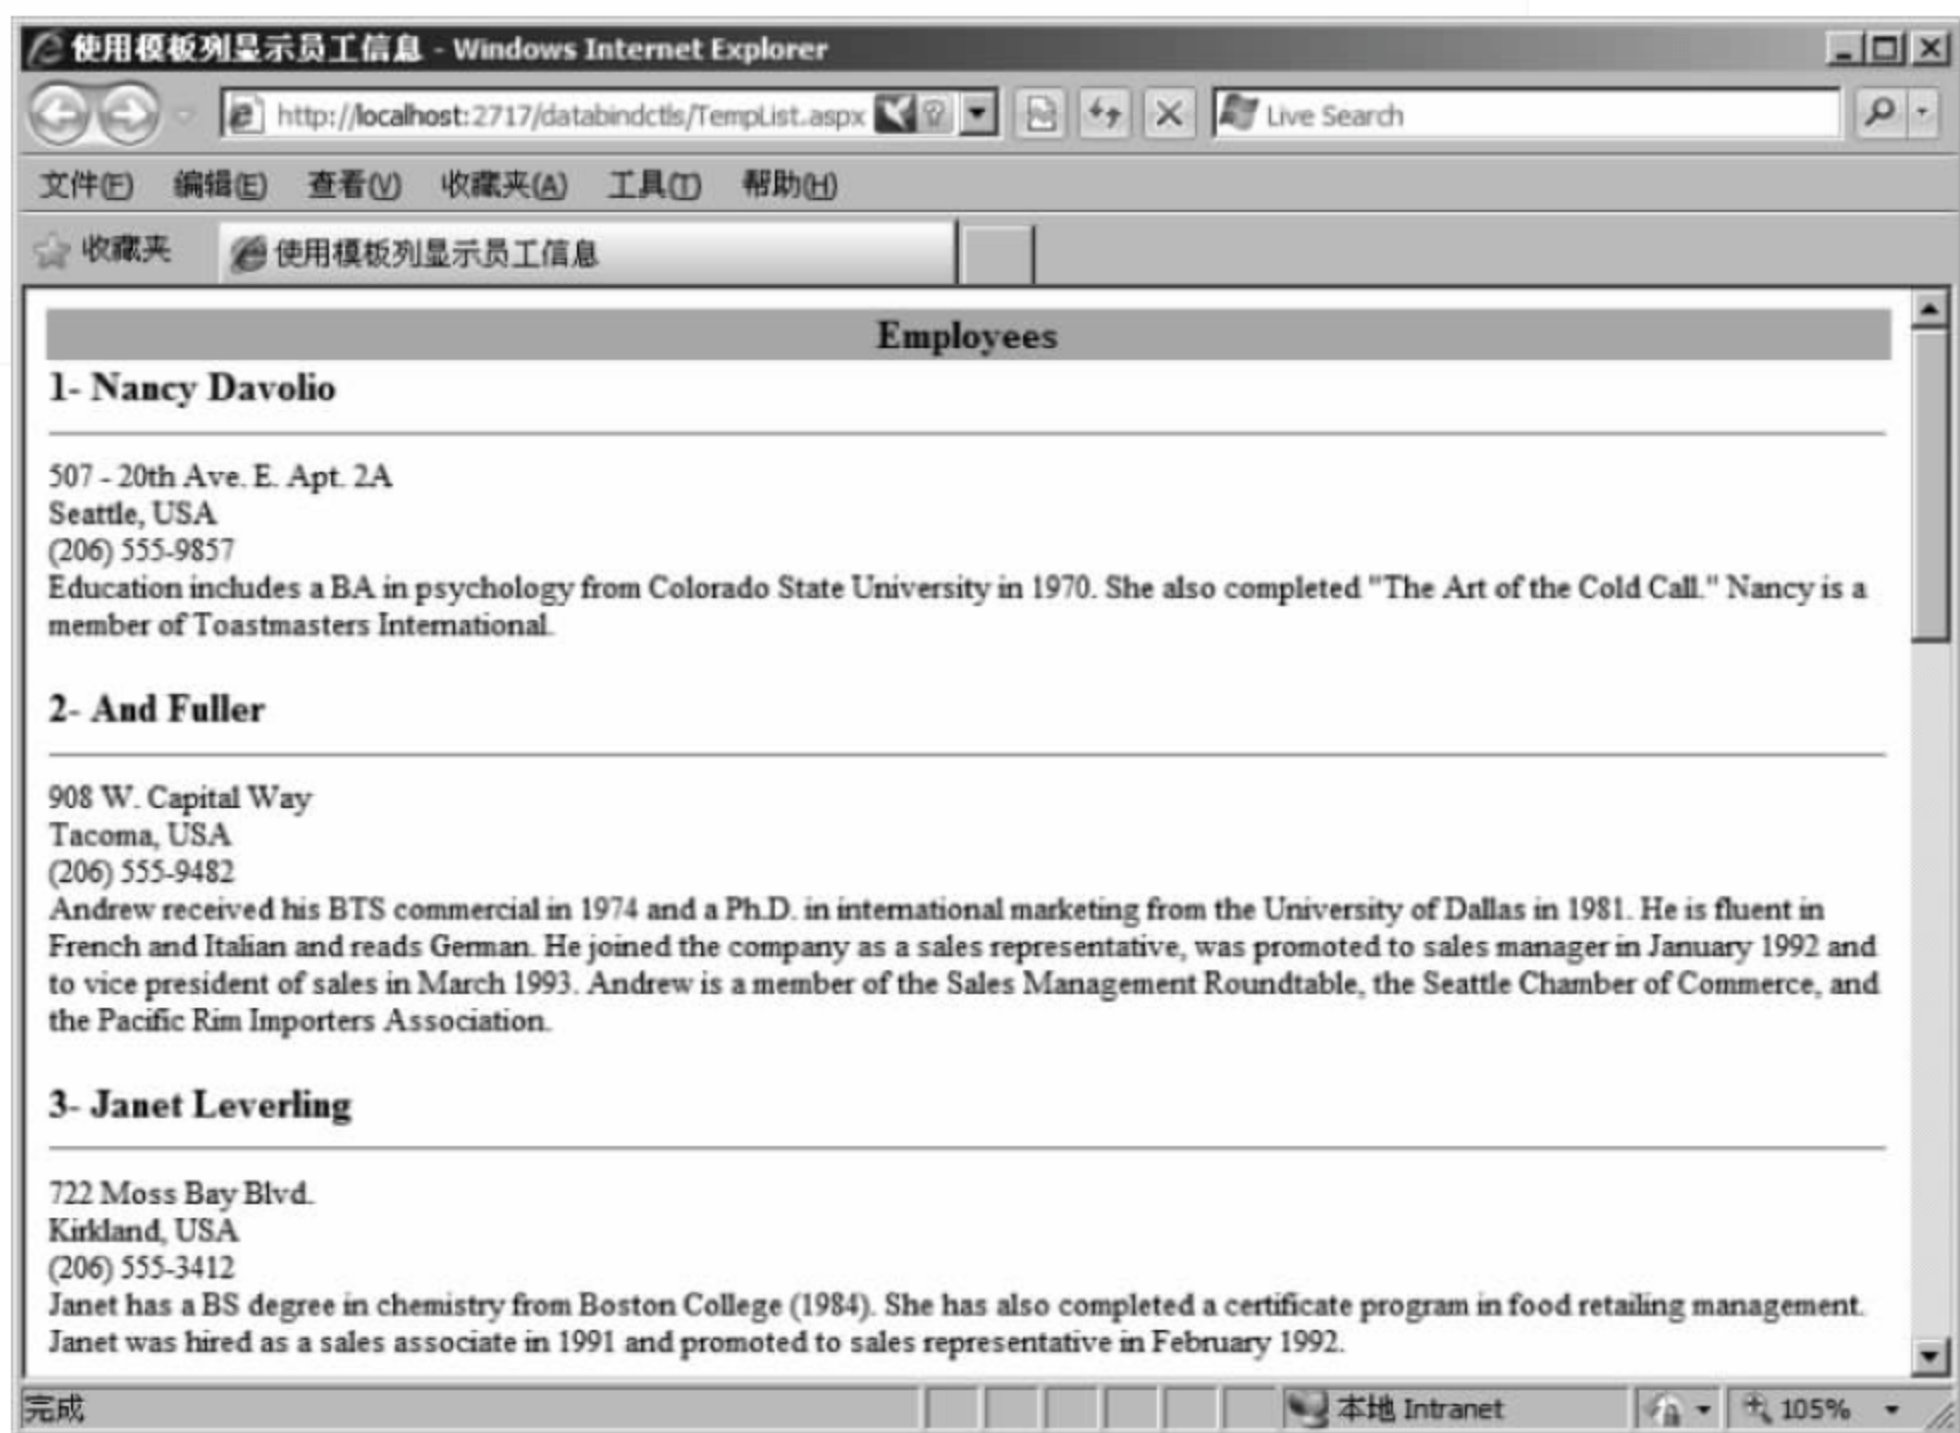 使用模板列显示员工信息 - Windows Internet Explorer
http://localhost:2717/databindctls/TempList.aspx
Live Search
文件(F) 编辑(E) 查看(V) 收藏夹(A) 工具(T) 帮助(H)
收藏夹 使用模板列显示员工信息
Employees
1- Nancy Davolio
507 - 20th Ave. E. Apt. 2A
Seattle, USA
(206) 555-9857
Education includes a BA in psychology from Colorado State University in 1970. She also completed "The Art of the Cold Call." Nancy is a
member of Toastmasters International.
2- And Fuller
908 W. Capital Way
Tacoma, USA
(206) 555-9482
Andrew received his BTS commercial in 1974 and a Ph.D. in international marketing from the University of Dallas in 1981. He is fluent in
French and Italian and reads German. He joined the company as a sales representative, was promoted to sales manager in January 1992 and
to vice president of sales in March 1993. Andrew is a member of the Sales Management Roundtable, the Seattle Chamber of Commerce, and
the Pacific Rim Importers Association.
3- Janet Leverling
722 Moss Bay Blvd.
Kirkland, USA
(206) 555-3412
Janet has a BS degree in chemistry from Boston College (1984). She has also completed a certificate program in food retailing management.
Janet was hired as a sales associate in 1991 and promoted to sales representative in February 1992.
完成 本地 Intranet 105%